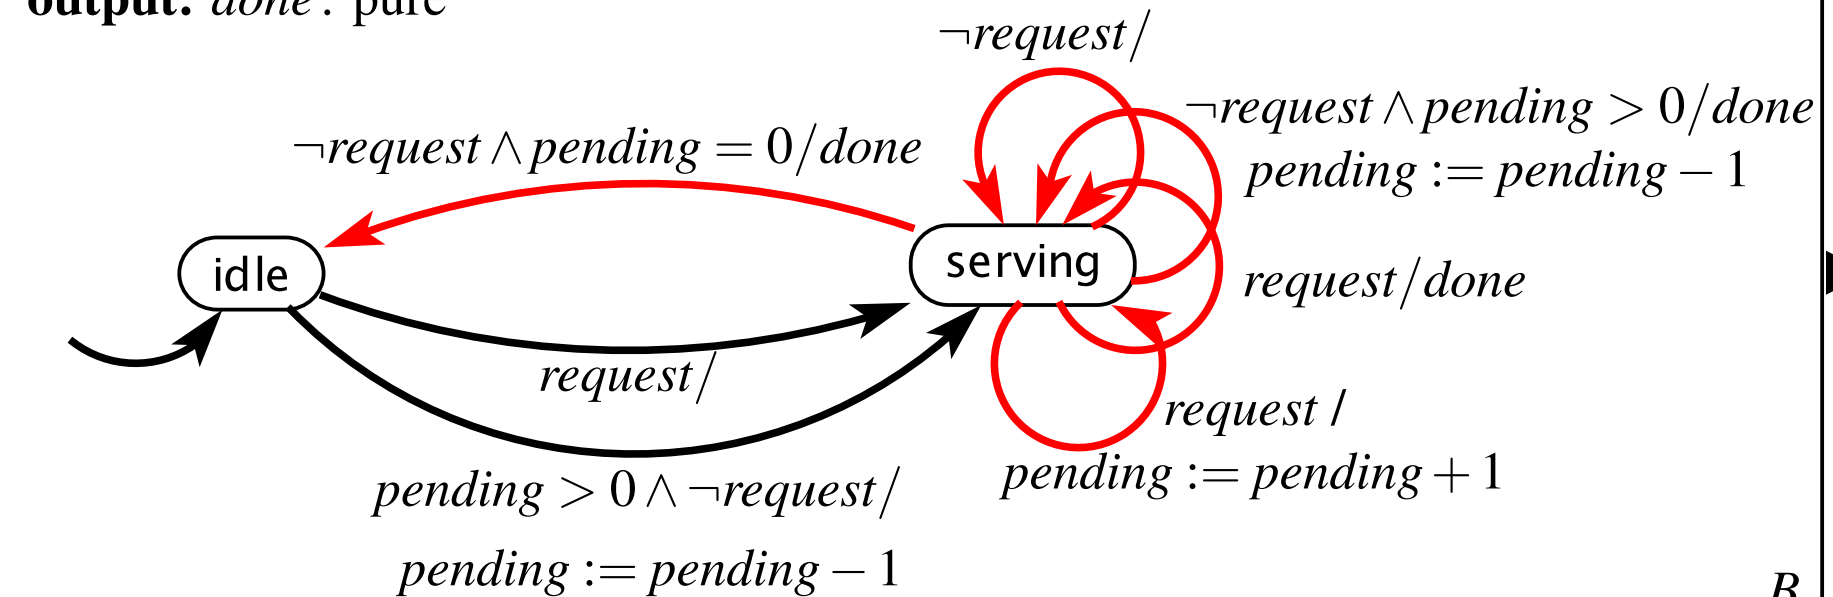 output: done: pure
¬request/
¬request ∧ pending > 0/done
pending := pending − 1
¬request ∧ pending = 0/done
idle
serving
request/done
request/
request /
pending := pending + 1
pending > 0 ∧ ¬request/
pending := pending − 1
B